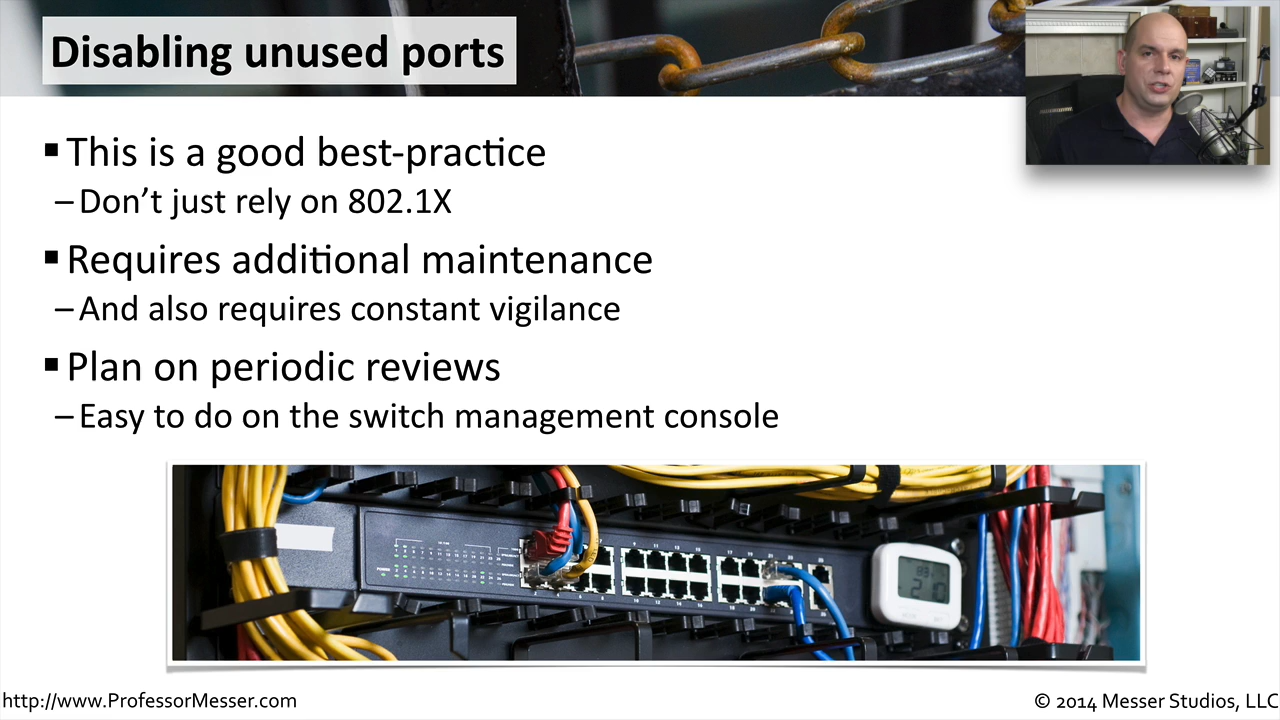 Disabling unused ports
▪ This is a good best-practice
– Don’t just rely on 802.1X
▪ Requires additional maintenance
– And also requires constant vigilance
▪ Plan on periodic reviews
– Easy to do on the switch management console
http://www.ProfessorMesser.com
© 2014 Messer Studios, LLC